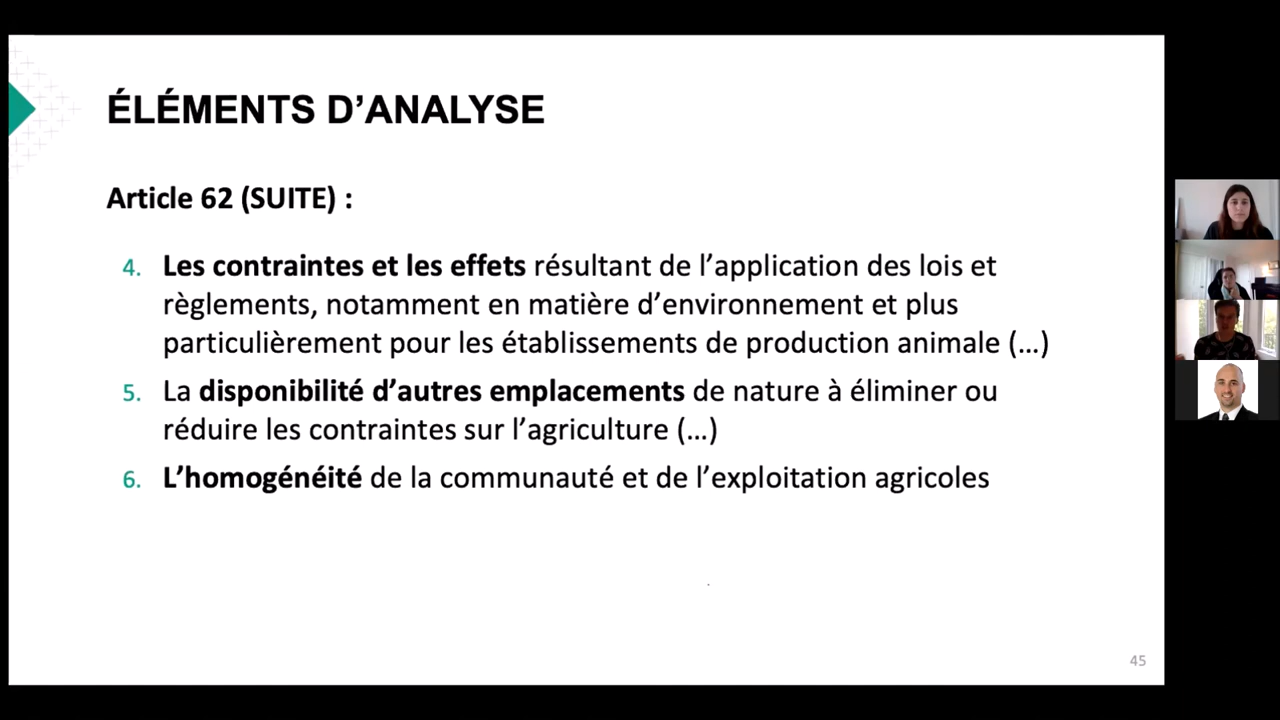 ÉLÉMENTS D’ANALYSE
Article 62 (SUITE) :
4. Les contraintes et les effets résultant de l’application des lois et
règlements, notamment en matière d’environnement et plus
particulièrement pour les établissements de production animale (…)
5. La disponibilité d’autres emplacements de nature à éliminer ou
réduire les contraintes sur l’agriculture (…)
6. L’homogénéité de la communauté et de l’exploitation agricoles
45